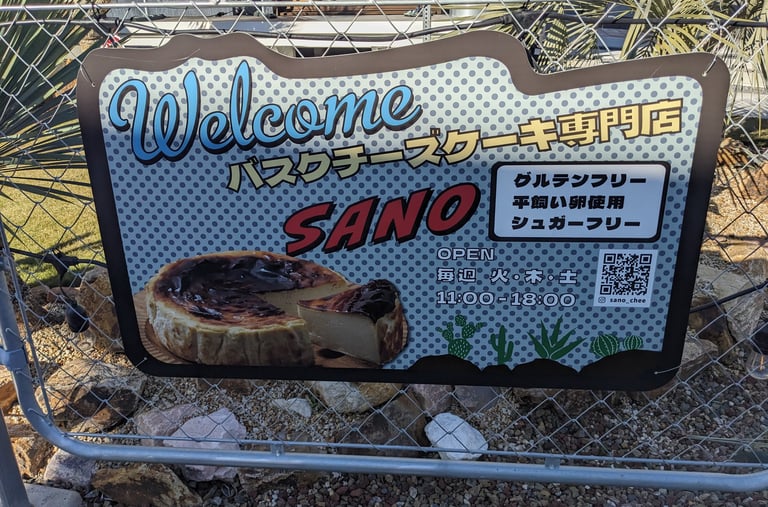 Welcome
バスクチーズケーキ専門店
SANO
グルテンフリー
平飼い卵使用
シュガーフリー
OPEN
毎週 火・木・土
11:00-18:00
sano_chee